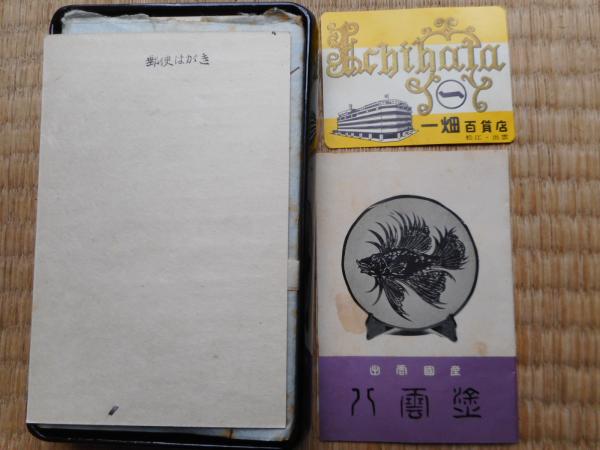 郵便はがき
Ichihata
一
一畑百貨店
松江・出雲
出雲國産
八雲塗